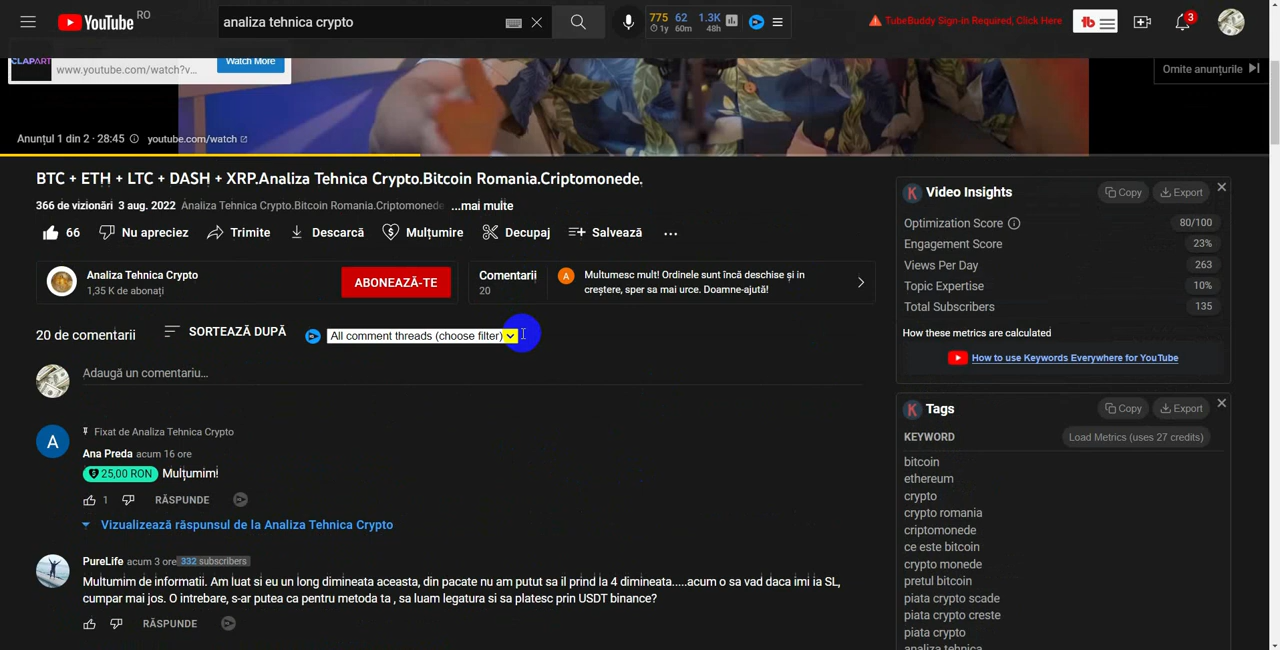 YouTube RO
analiza tehnica crypto
775 62 1.3K
1y 60m 48h
TubeBuddy Sign-in Required, Click Here
tb
3
CLAPART
www.youtube.com/watch?v...
Watch More
Omite anunțurile
Anunțul 1 din 2 · 28:45
youtube.com/watch
BTC + ETH + LTC + DASH + XRP.Analiza Tehnica Crypto.Bitcoin Romania.Criptomonede.
366 de vizionări 3 aug. 2022 Analiza Tehnica Crypto.Bitcoin Romania.Criptomonede ...mai multe
66 Nu apreciez Trimite Descarcă Mulțumire Decupaj Salvează ...
Analiza Tehnica Crypto
1,35 K de abonați
ABONEAZĂ-TE
Comentarii
20
A
Multumesc mult! Ordinele sunt încă deschise și in
creștere, sper sa mai urce. Doamne-ajută!
20 de comentarii
SORTEAZĂ DUPĂ
All comment threads (choose filter)
Adaugă un comentariu...
A
Fixat de Analiza Tehnica Crypto
Ana Preda acum 16 ore
25,00 RON Mulțumim!
1 RĂSPUNDE
Vizualizează răspunsul de la Analiza Tehnica Crypto
PureLife acum 3 ore 332 subscribers
Multumim de informatii. Am luat si eu un long dimineata aceasta, din pacate nu am putut sa il prind la 4 dimineata.....acum o sa vad daca imi ia SL,
cumpar mai jos. O intrebare, s-ar putea ca pentru metoda ta , sa luam legatura si sa platesc prin USDT binance?
RĂSPUNDE
K Video Insights
Copy Export
Optimization Score 80/100
Engagement Score 23%
Views Per Day 263
Topic Expertise 10%
Total Subscribers 135
How these metrics are calculated
How to use Keywords Everywhere for YouTube
K Tags
Copy Export
KEYWORD
Load Metrics (uses 27 credits)
bitcoin
ethereum
crypto
crypto romania
criptomonede
ce este bitcoin
crypto monede
pretul bitcoin
piata crypto scade
piata crypto creste
piata crypto
analiza tehnica